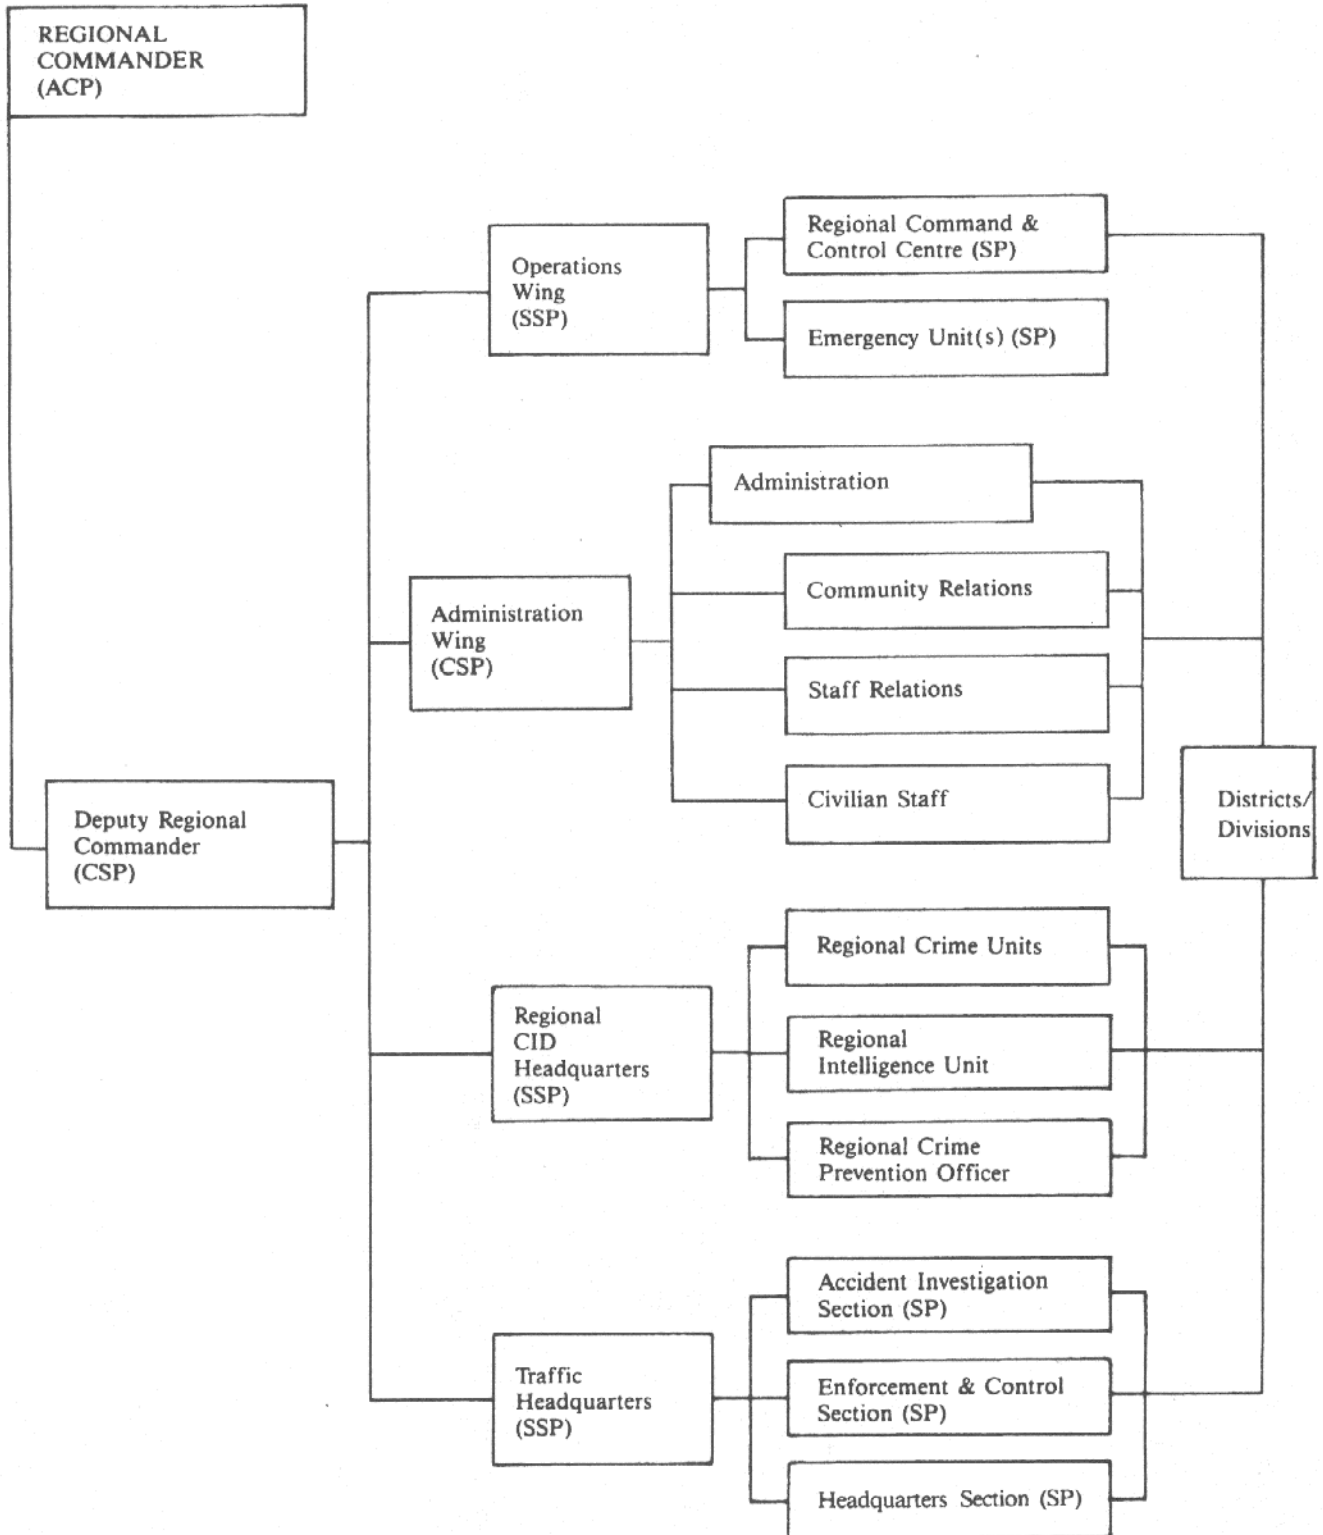 REGIONAL
COMMANDER
(ACP)
Operations
Wing
(SSP)
Regional Command &
Control Centre (SP)
Emergency Unit(s) (SP)
Administration
Wing
(CSP)
Administration
Community Relations
Staff Relations
Civilian Staff
Deputy Regional
Commander
(CSP)
Districts/
Divisions
Regional
CID
Headquarters
(SSP)
Regional Crime Units
Regional
Intelligence Unit
Regional Crime
Prevention Officer
Traffic
Headquarters
(SSP)
Accident Investigation
Section (SP)
Enforcement & Control
Section (SP)
Headquarters Section (SP)